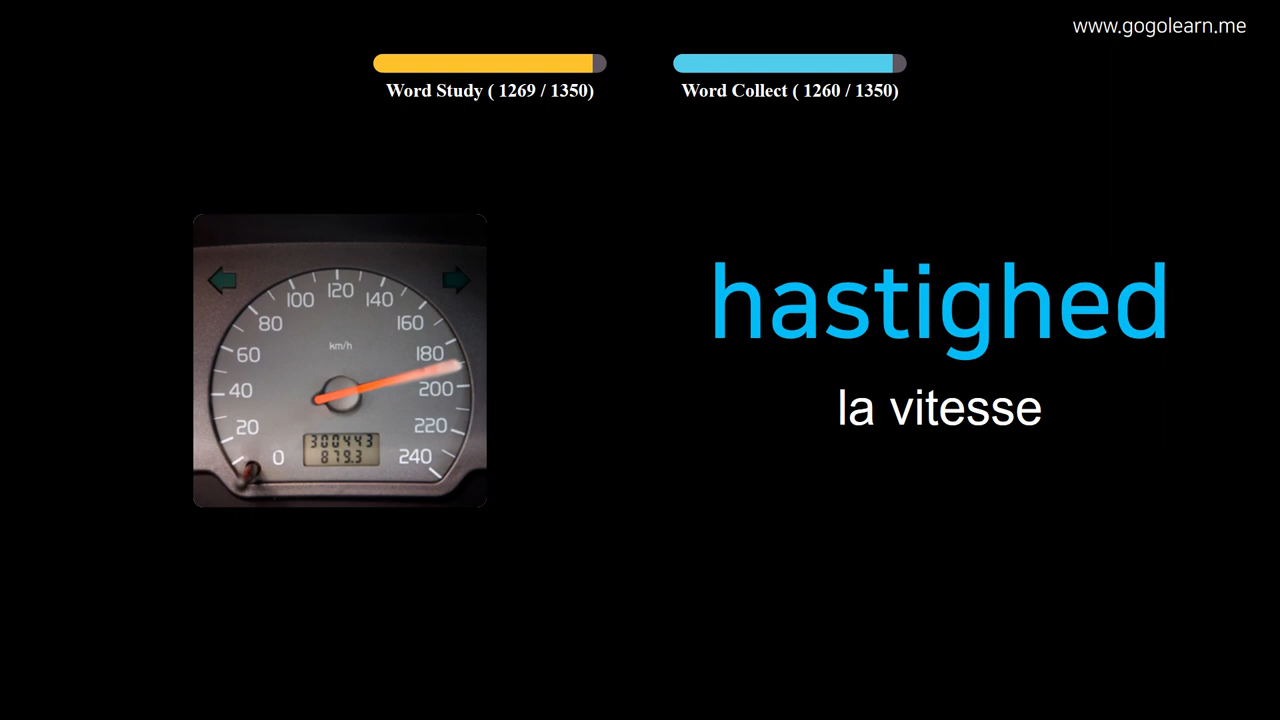 www.gogolearn.me
Word Study ( 1269 / 1350)
Word Collect ( 1260 / 1350)
hastighed
la vitesse
0
20
40
60
80
100
120
140
160
180
200
220
240
km/h
300443
879.3